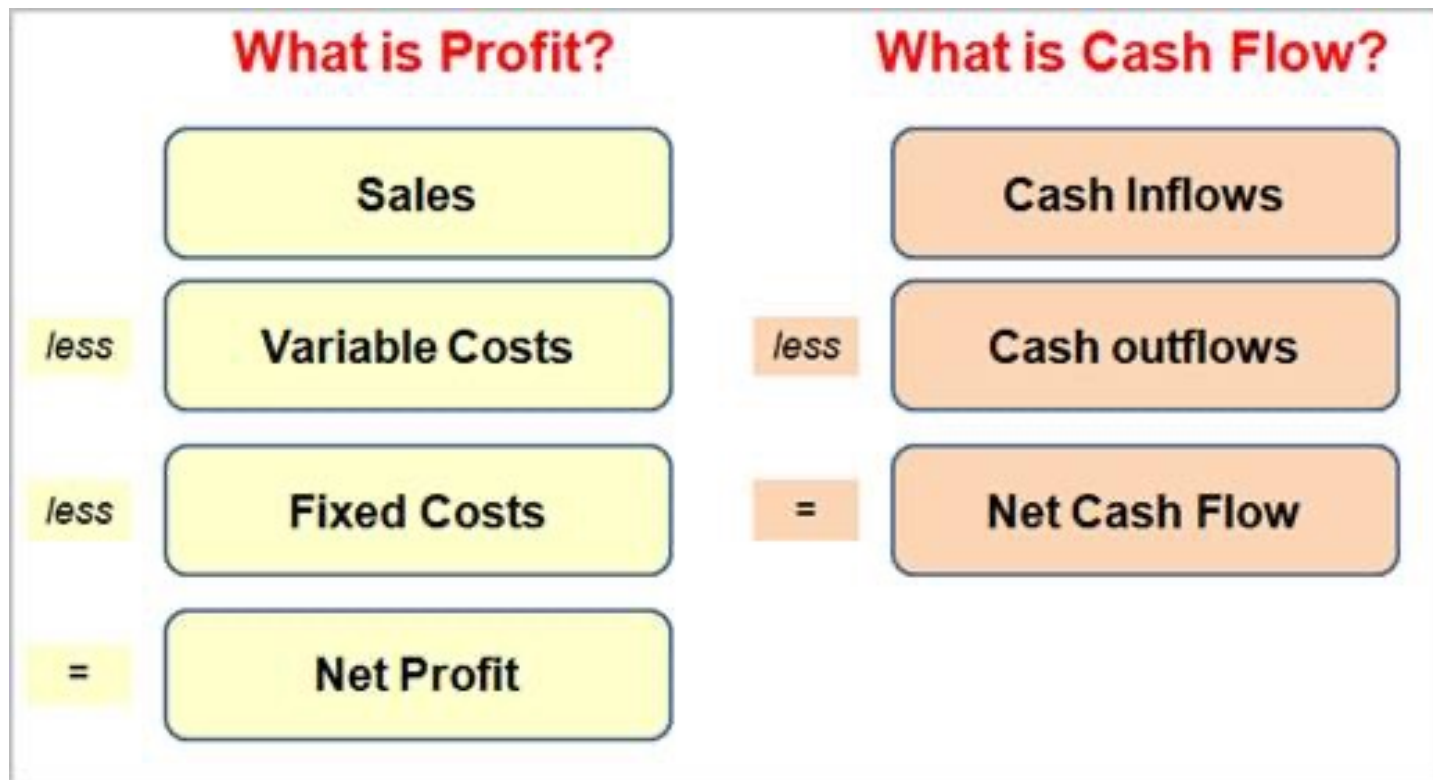 What is Profit?
Sales
less
Variable Costs
less
Fixed Costs
=
Net Profit
What is Cash Flow?
Cash Inflows
less
Cash outflows
=
Net Cash Flow